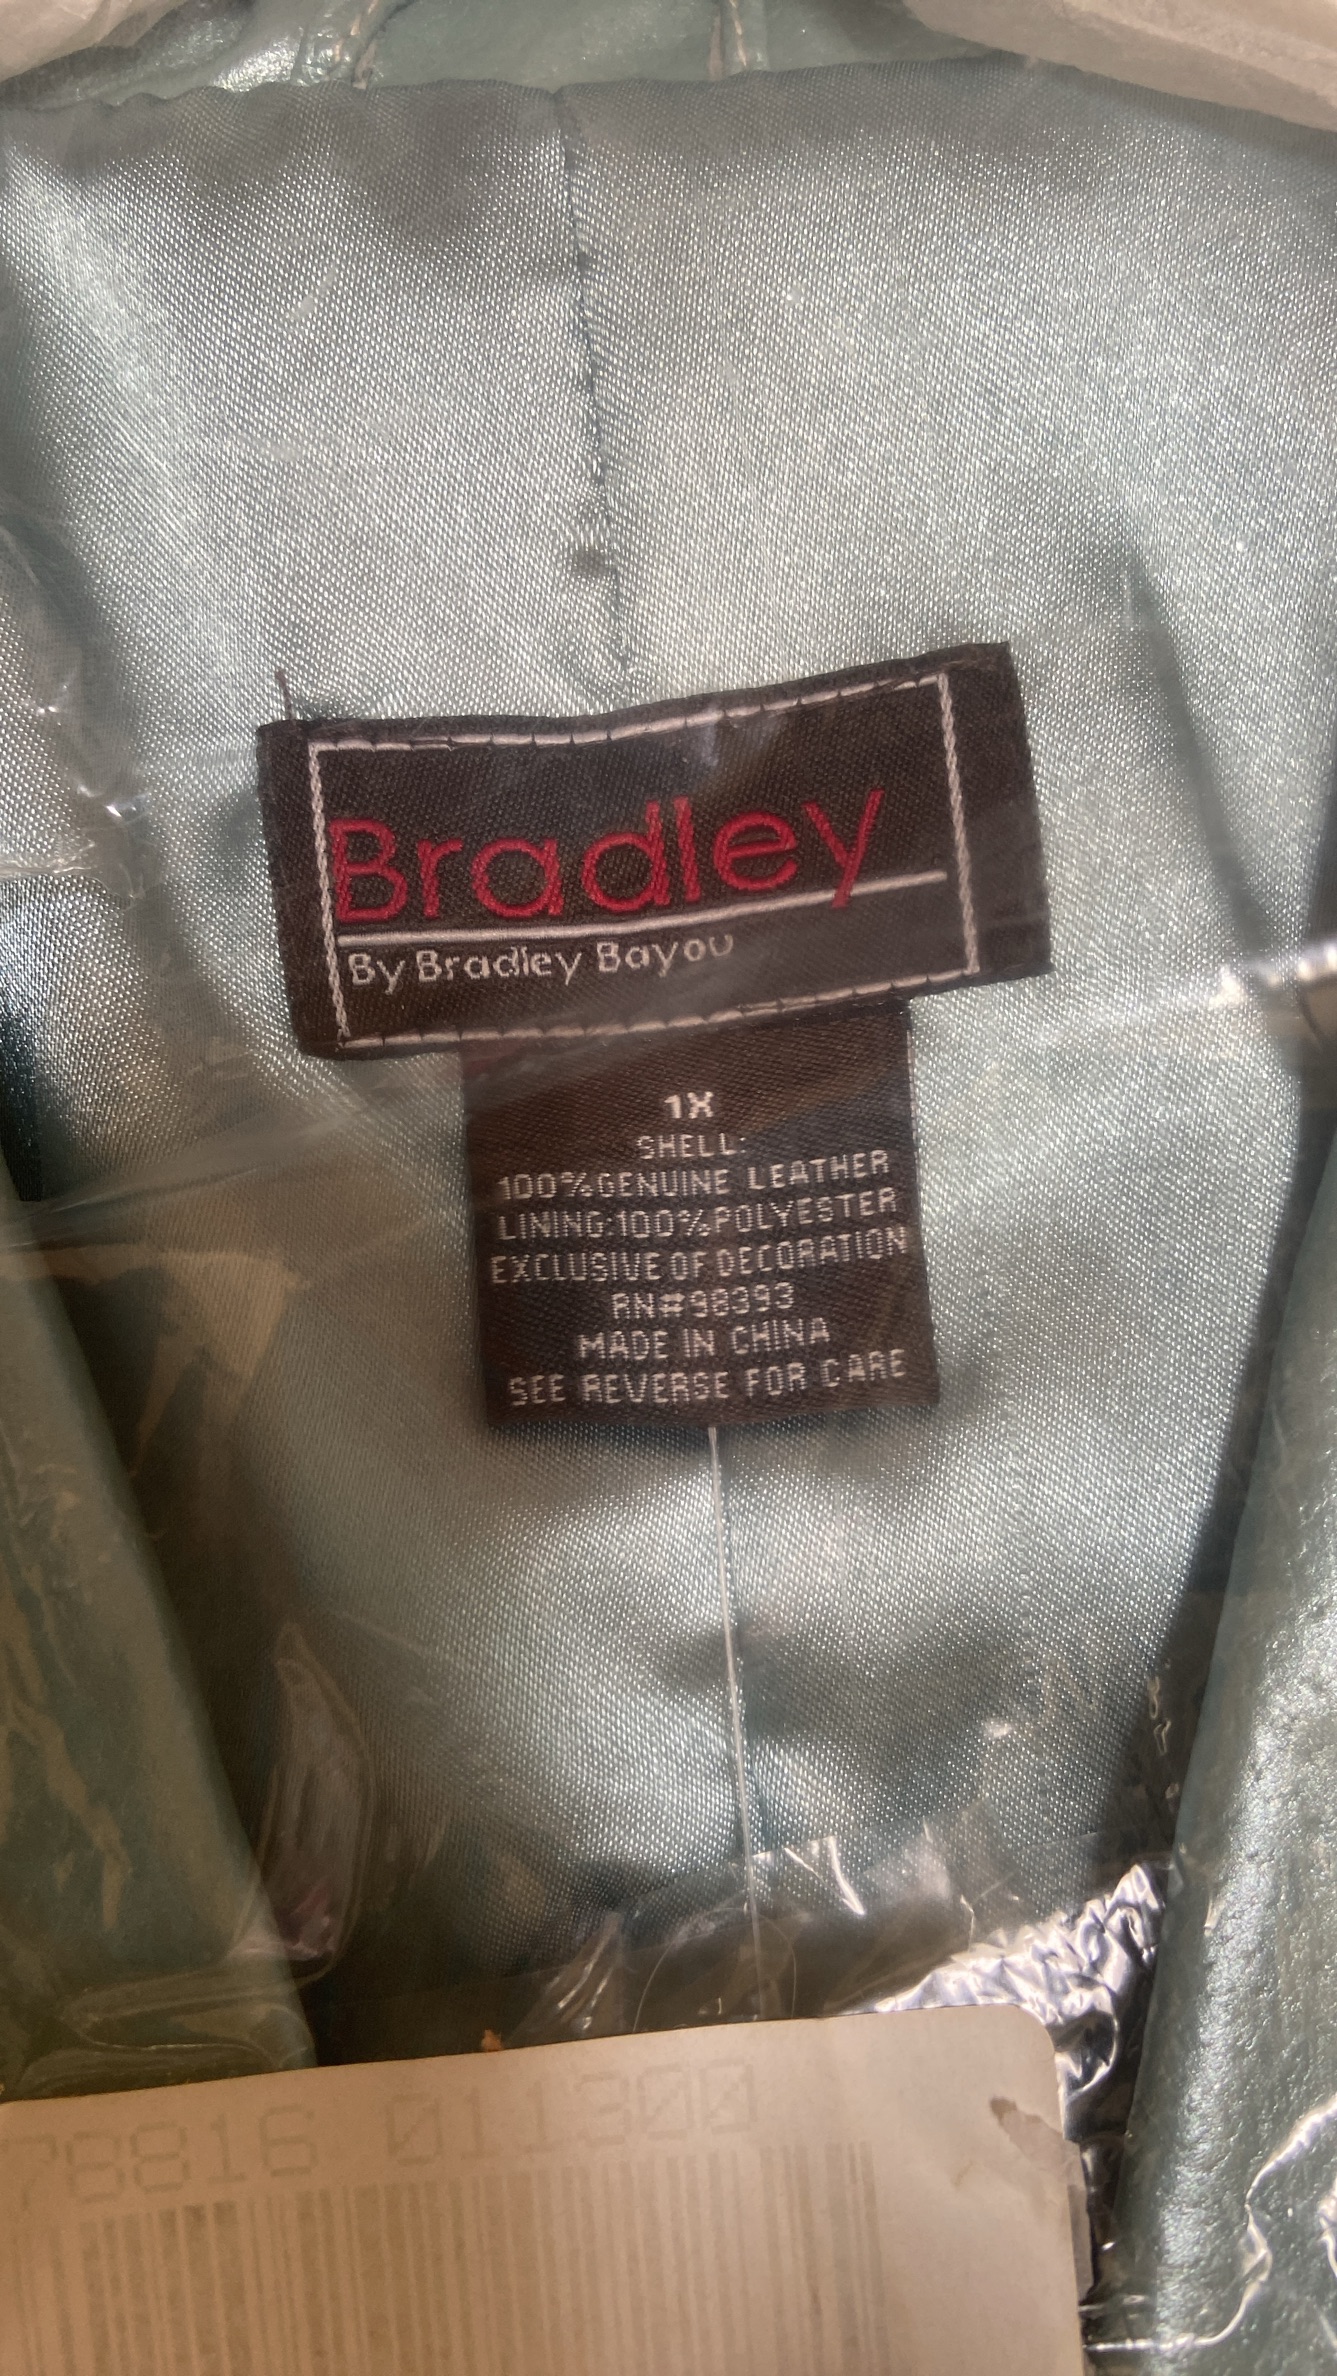 Bradley
By Bradley Bayou
1X
SHELL:
100%GENUINE LEATHER
LINING:100%POLYESTER
EXCLUSIVE OF DECORATION
RN#98393
MADE IN CHINA
SEE REVERSE FOR CARE
78816 011300